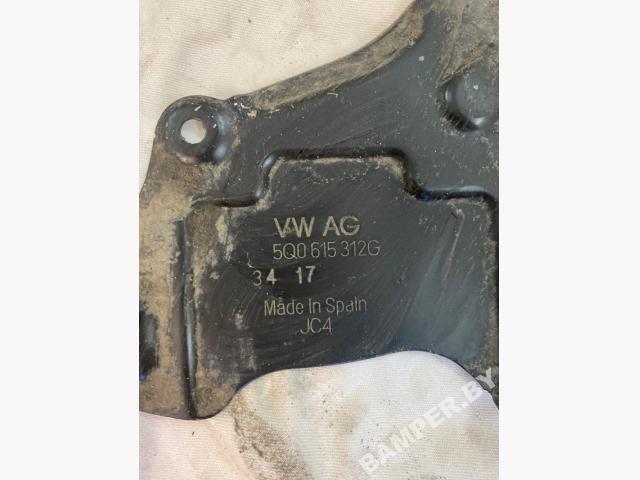 VW AG
5Q0 615 312G
34 17
Made In Spain
JC4
BAMPER.BY